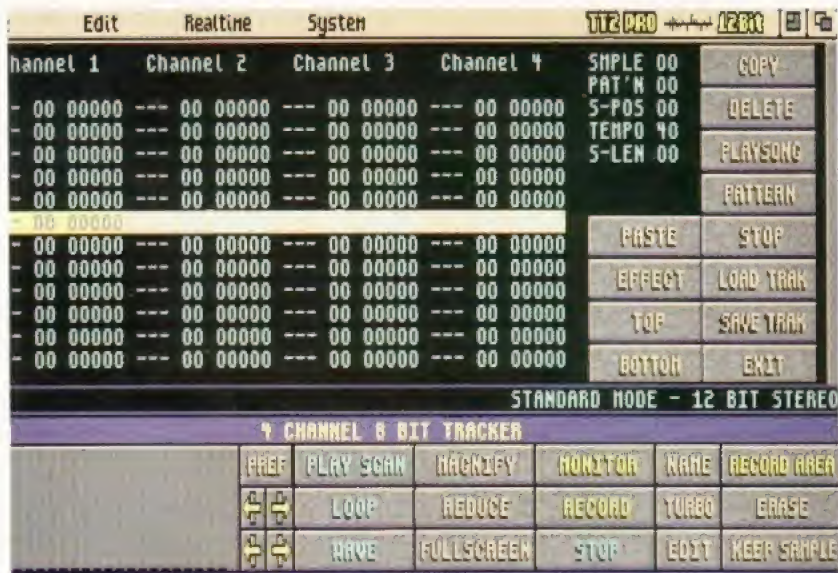 Edit Realtime System TT2 PRO 12Bit
hannel 1 Channel 2 Channel 3 Channel 4
SMPLE 00
PAT'N 00
S-POS 00
TEMPO 40
S-LEN 00
COPY
DELETE
PLAYSONG
PATTERN
- 00 00000 --- 00 00000 --- 00 00000 --- 00 00000
- 00 00000 --- 00 00000 --- 00 00000 --- 00 00000
- 00 00000 --- 00 00000 --- 00 00000 --- 00 00000
- 00 00000 --- 00 00000 --- 00 00000 --- 00 00000
- 00 00000 --- 00 00000 --- 00 00000 --- 00 00000
- 00 00000
- 00 00000 --- 00 00000 --- 00 00000 --- 00 00000
- 00 00000 --- 00 00000 --- 00 00000 --- 00 00000
- 00 00000 --- 00 00000 --- 00 00000 --- 00 00000
- 00 00000 --- 00 00000 --- 00 00000 --- 00 00000
- 00 00000 --- 00 00000 --- 00 00000 --- 00 00000
- 00 00000 --- 00 00000 --- 00 00000 --- 00 00000
PASTE STOP
EFFECT LOAD TRAK
TOP SAVE TRAK
BOTTOM EXIT
STANDARD MODE - 12 BIT STEREO
4 CHANNEL 8 BIT TRACKER
PREF PLAY SCAN MAGNIFY MONITOR NAME RECORD AREA
LOOP REDUCE RECORD TURBO ERASE
WAVE FULLSCREEN STOP EDIT KEEP SAMPLE